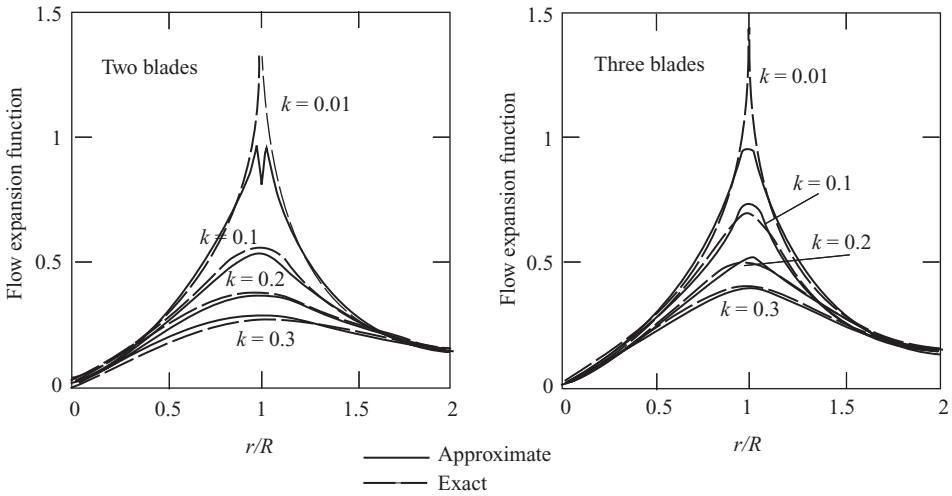 1.5
Two blades
k = 0.01
1
Flow expansion function
k = 0.1
0.5
k = 0.2
k = 0.3
0
0 0.5 1 1.5 2
r/R
1.5
Three blades
k = 0.01
1
Flow expansion function
k = 0.1
k = 0.2
0.5
k = 0.3
0
0 0.5 1 1.5 2
r/R
Approximate
Exact